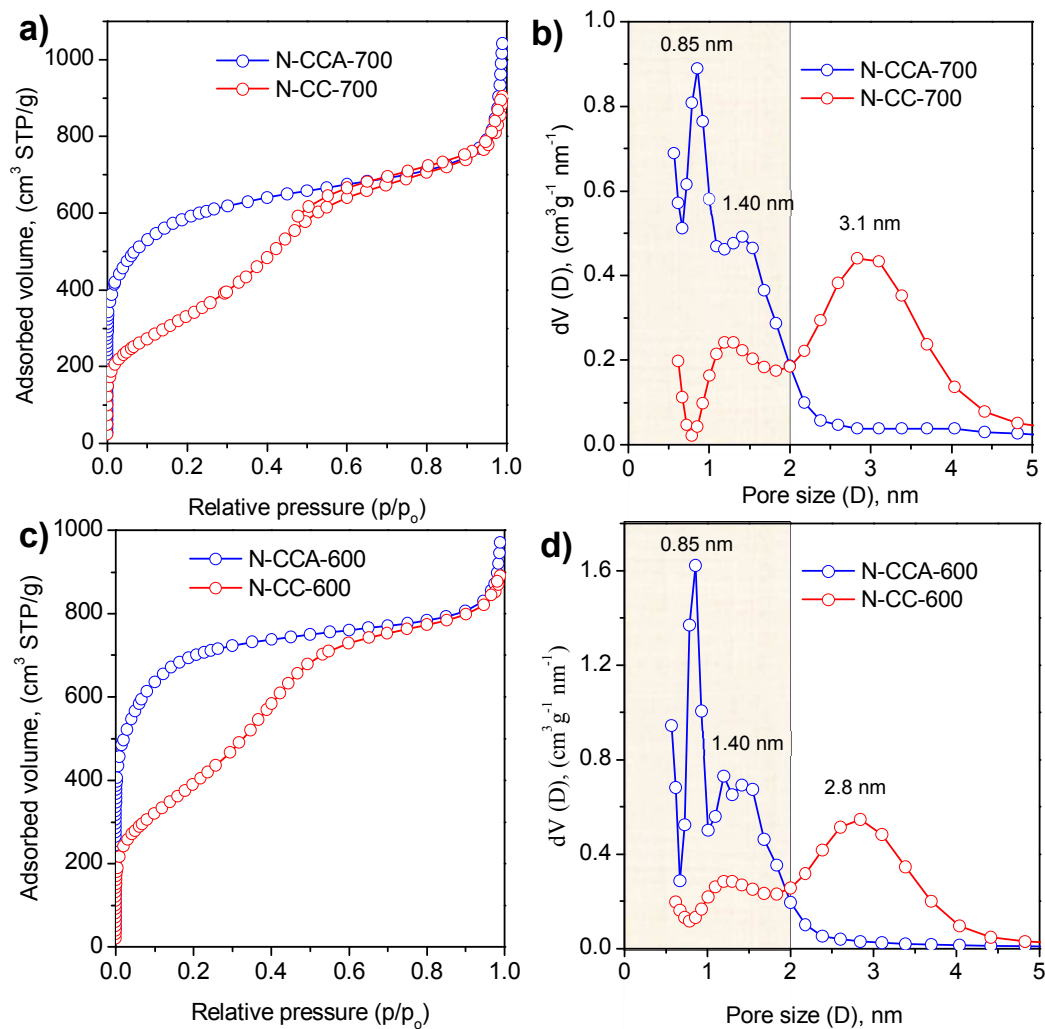 a)
N-CCA-700
N-CC-700
1000
800
600
400
200
0
0.0 0.2 0.4 0.6 0.8 1.0
Adsorbed volume, (cm³ STP/g)
Relative pressure (p/pₒ)
b)
0.85 nm
N-CCA-700
N-CC-700
1.40 nm
3.1 nm
1.0
0.8
0.6
0.4
0.2
0.0
0 1 2 3 4 5
dV (D), (cm³g⁻¹ nm⁻¹)
Pore size (D), nm
c)
N-CCA-600
N-CC-600
1000
800
600
400
200
0
0.0 0.2 0.4 0.6 0.8 1.0
Adsorbed volume, (cm³ STP/g)
Relative pressure (p/pₒ)
d)
0.85 nm
N-CCA-600
N-CC-600
1.40 nm
2.8 nm
1.6
1.2
0.8
0.4
0.0
0 1 2 3 4 5
dV (D), (cm³g⁻¹ nm⁻¹)
Pore size (D), nm